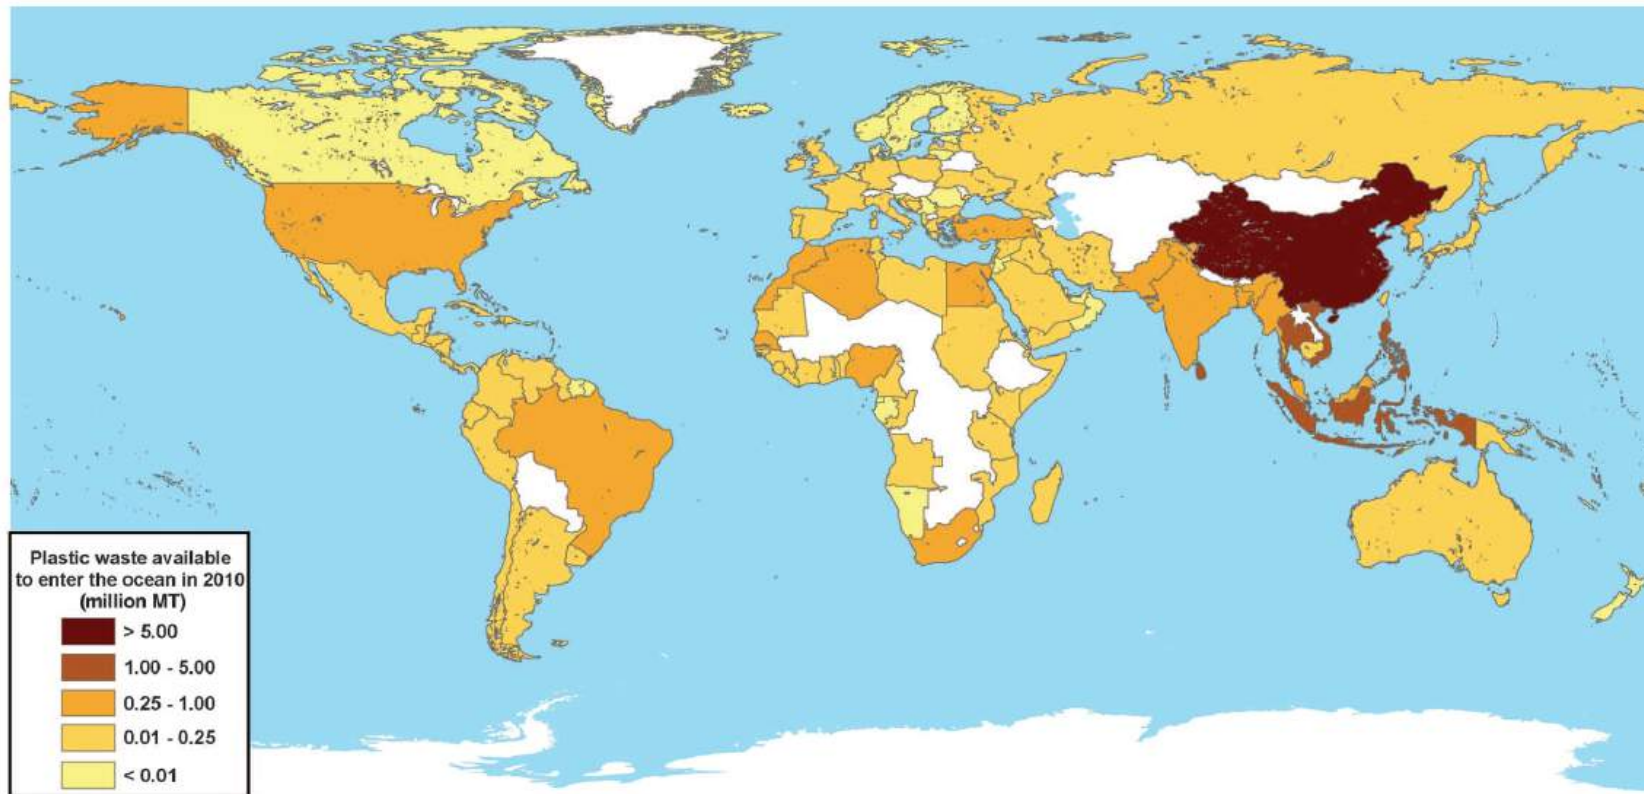 Plastic waste available
to enter the ocean in 2010
(million MT)
> 5.00
1.00 - 5.00
0.25 - 1.00
0.01 - 0.25
< 0.01